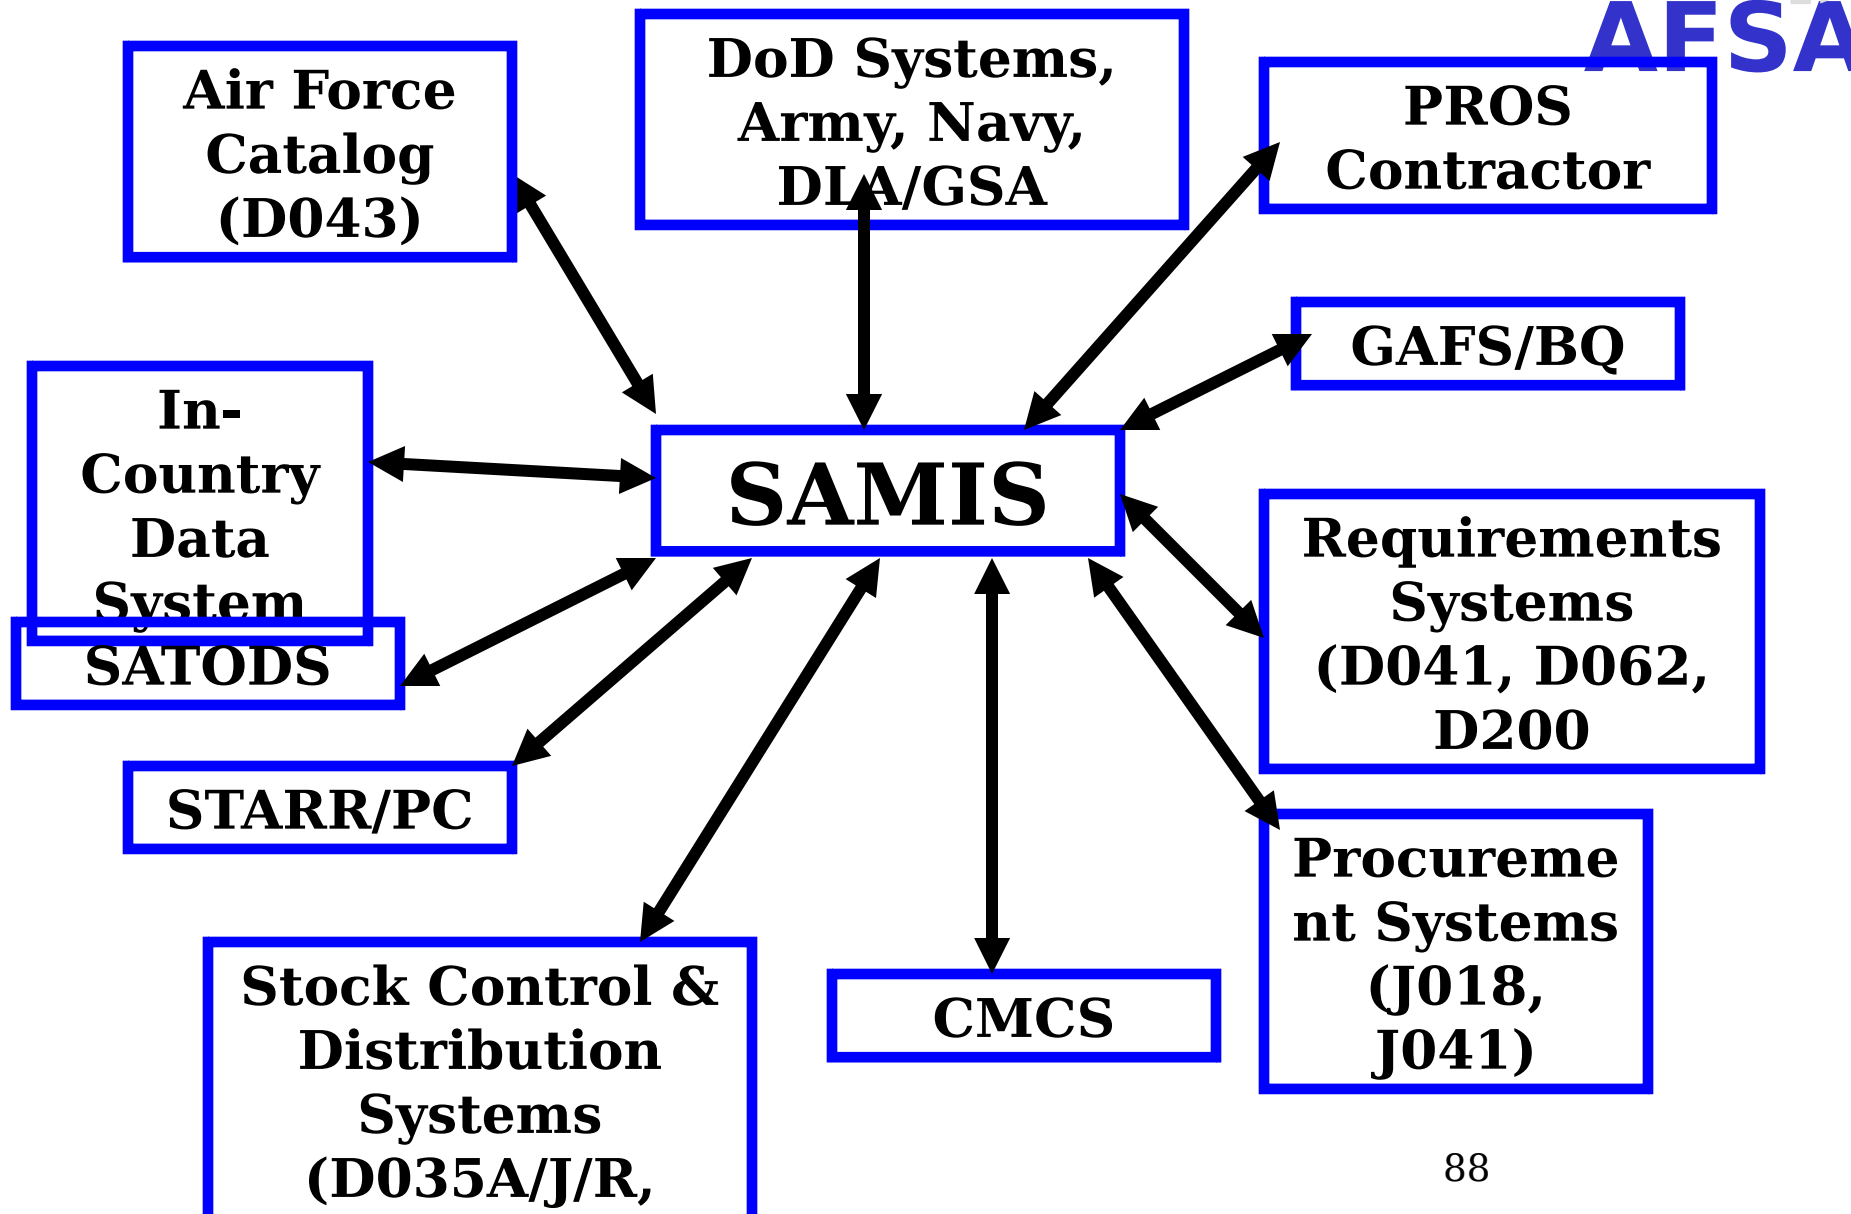 AFSA
Air Force
Catalog
(D043)
DoD Systems,
Army, Navy,
DLA/GSA
PROS
Contractor
GAFS/BQ
In-
Country
Data
System
SAMIS
Requirements
Systems
(D041, D062,
D200
SATODS
STARR/PC
Procureme
nt Systems
(J018,
J041)
Stock Control &
Distribution
Systems
(D035A/J/R,
CMCS
88